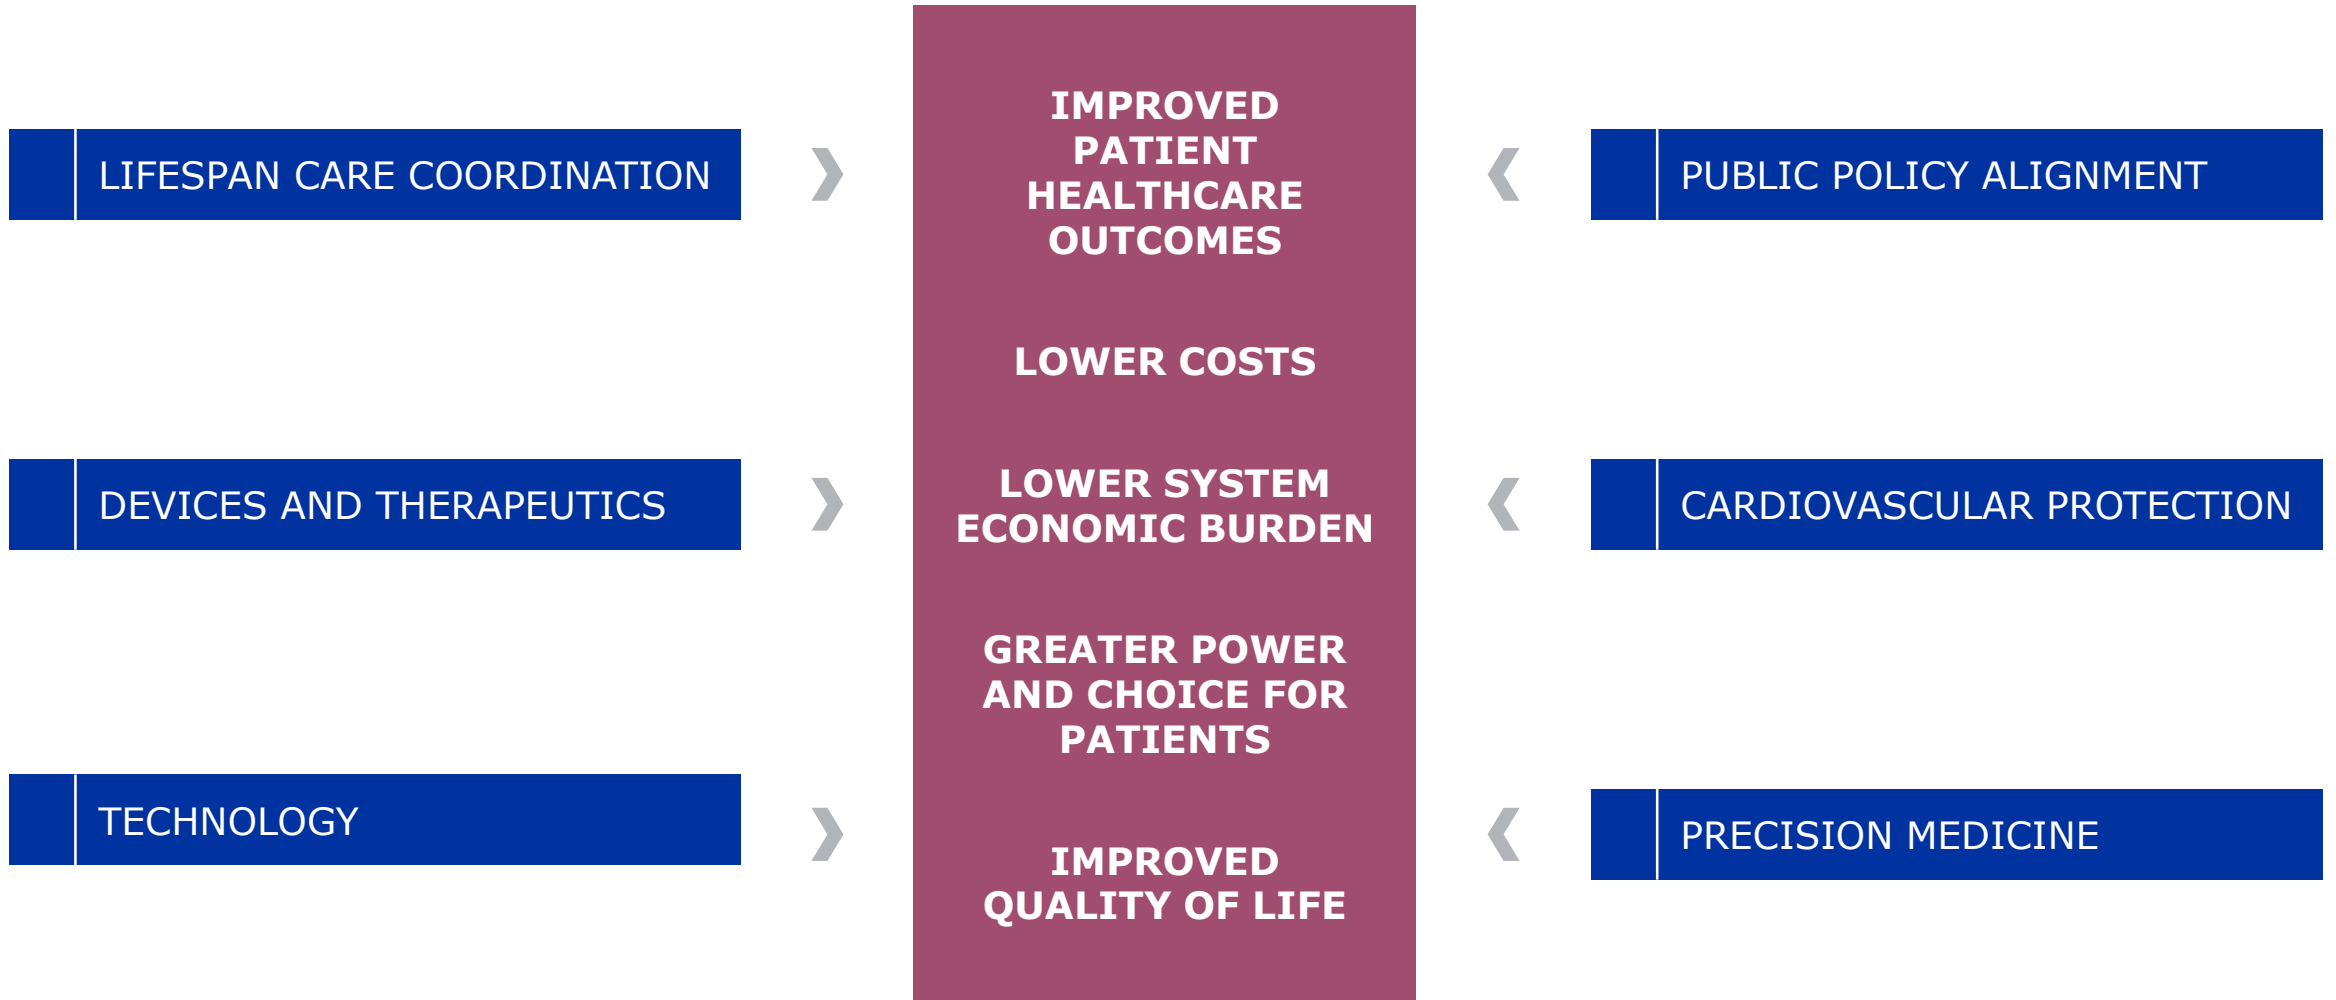 LIFESPAN CARE COORDINATION
DEVICES AND THERAPEUTICS
TECHNOLOGY
IMPROVED
PATIENT
HEALTHCARE
OUTCOMES
LOWER COSTS
LOWER SYSTEM
ECONOMIC BURDEN
GREATER POWER
AND CHOICE FOR
PATIENTS
IMPROVED
QUALITY OF LIFE
PUBLIC POLICY ALIGNMENT
CARDIOVASCULAR PROTECTION
PRECISION MEDICINE